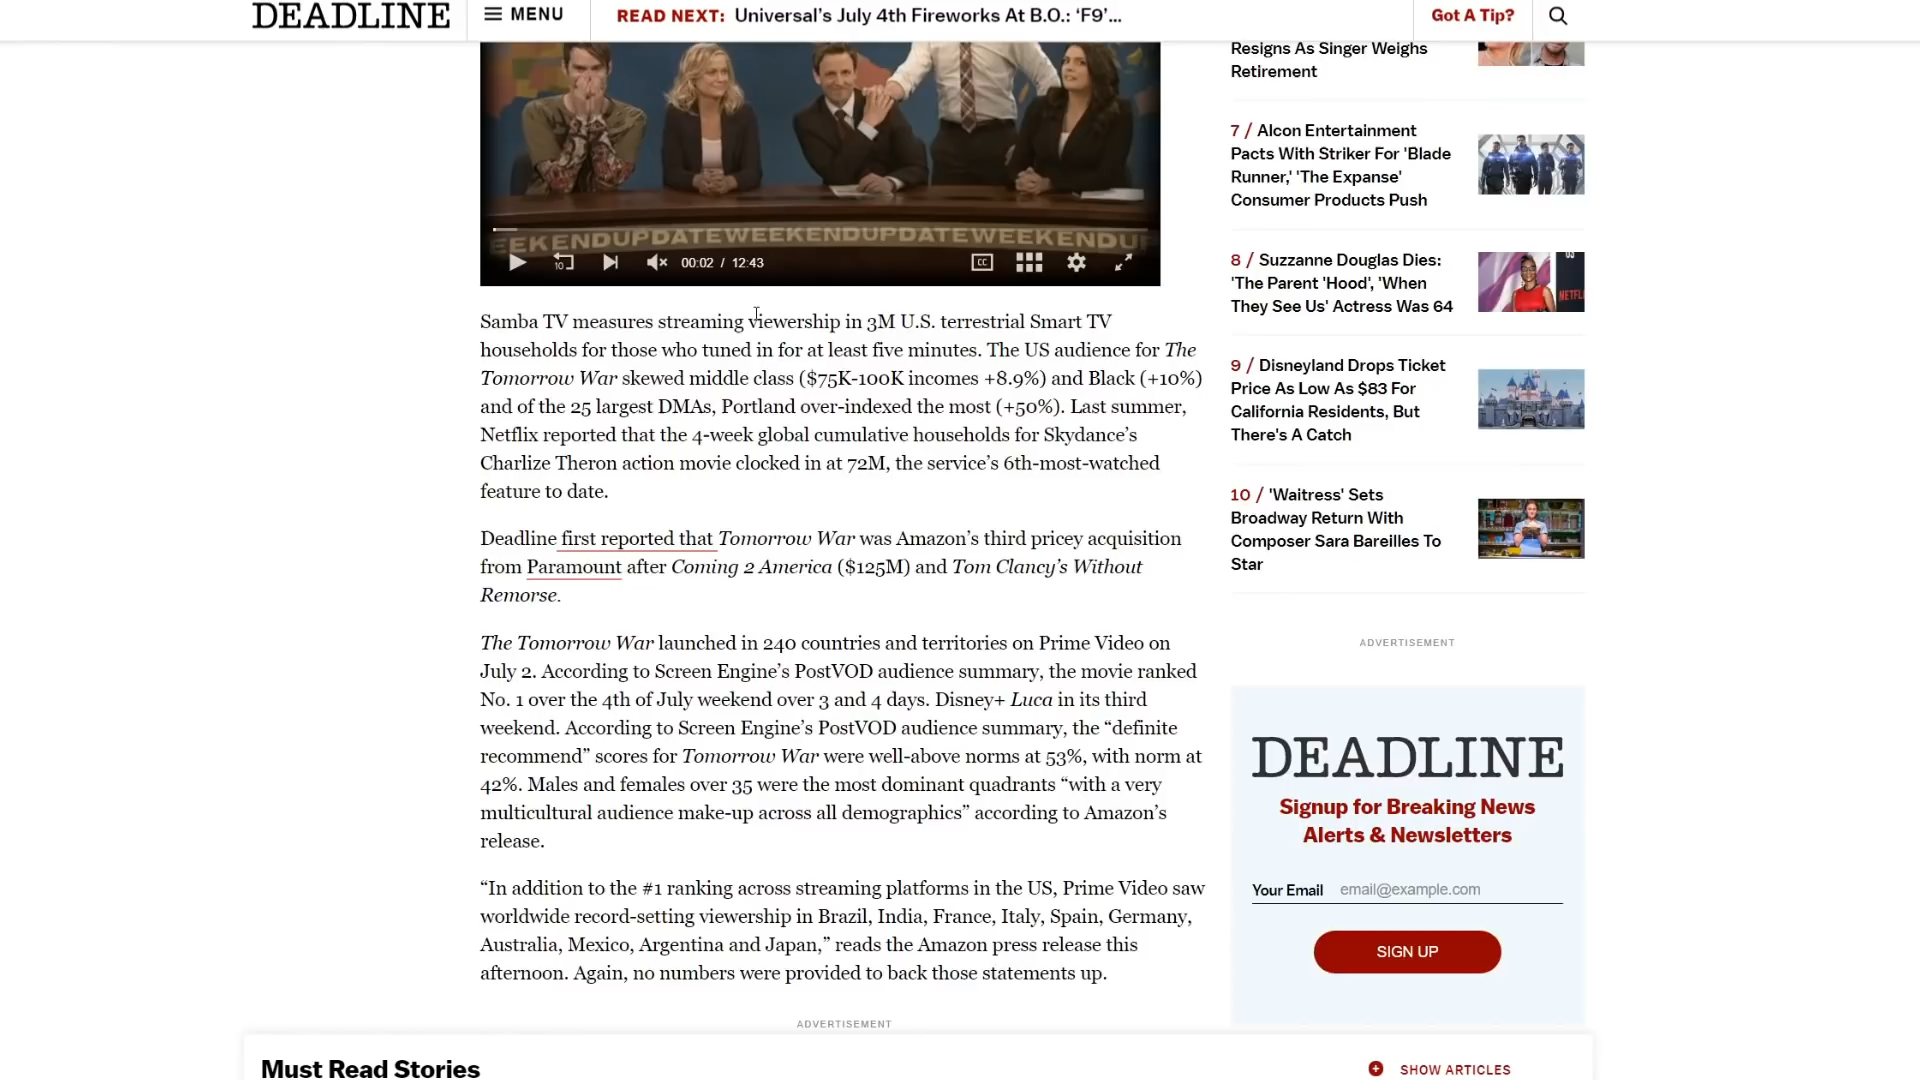 DEADLINE
MENU
READ NEXT: Universal's July 4th Fireworks At B.O.: ‘F9’...
Got A Tip?
EEKENDUPDATEWEEKENDUPDATEWEEKENDU
10
00:02 / 12:43
CC
Samba TV measures streaming viewership in 3M U.S. terrestrial Smart TV
households for those who tuned in for at least five minutes. The US audience for The
Tomorrow War skewed middle class ($75K-100K incomes +8.9%) and Black (+10%)
and of the 25 largest DMAs, Portland over-indexed the most (+50%). Last summer,
Netflix reported that the 4-week global cumulative households for Skydance’s
Charlize Theron action movie clocked in at 72M, the service’s 6th-most-watched
feature to date.
Deadline first reported that Tomorrow War was Amazon’s third pricey acquisition
from Paramount after Coming 2 America ($125M) and Tom Clancy’s Without
Remorse.
The Tomorrow War launched in 240 countries and territories on Prime Video on
July 2. According to Screen Engine’s PostVOD audience summary, the movie ranked
No. 1 over the 4th of July weekend over 3 and 4 days. Disney+ Luca in its third
weekend. According to Screen Engine’s PostVOD audience summary, the “definite
recommend” scores for Tomorrow War were well-above norms at 53%, with norm at
42%. Males and females over 35 were the most dominant quadrants “with a very
multicultural audience make-up across all demographics” according to Amazon’s
release.
“In addition to the #1 ranking across streaming platforms in the US, Prime Video saw
worldwide record-setting viewership in Brazil, India, France, Italy, Spain, Germany,
Australia, Mexico, Argentina and Japan,” reads the Amazon press release this
afternoon. Again, no numbers were provided to back those statements up.
ADVERTISEMENT
Resigns As Singer Weighs
Retirement
7 / Alcon Entertainment
Pacts With Striker For 'Blade
Runner,' 'The Expanse'
Consumer Products Push
8 / Suzzanne Douglas Dies:
'The Parent 'Hood', 'When
They See Us' Actress Was 64
NETFL
9 / Disneyland Drops Ticket
Price As Low As $83 For
California Residents, But
There's A Catch
10 / 'Waitress' Sets
Broadway Return With
Composer Sara Bareilles To
Star
ADVERTISEMENT
DEADLINE
Signup for Breaking News
Alerts & Newsletters
Your Email email@example.com
SIGN UP
Must Read Stories
SHOW ARTICLES